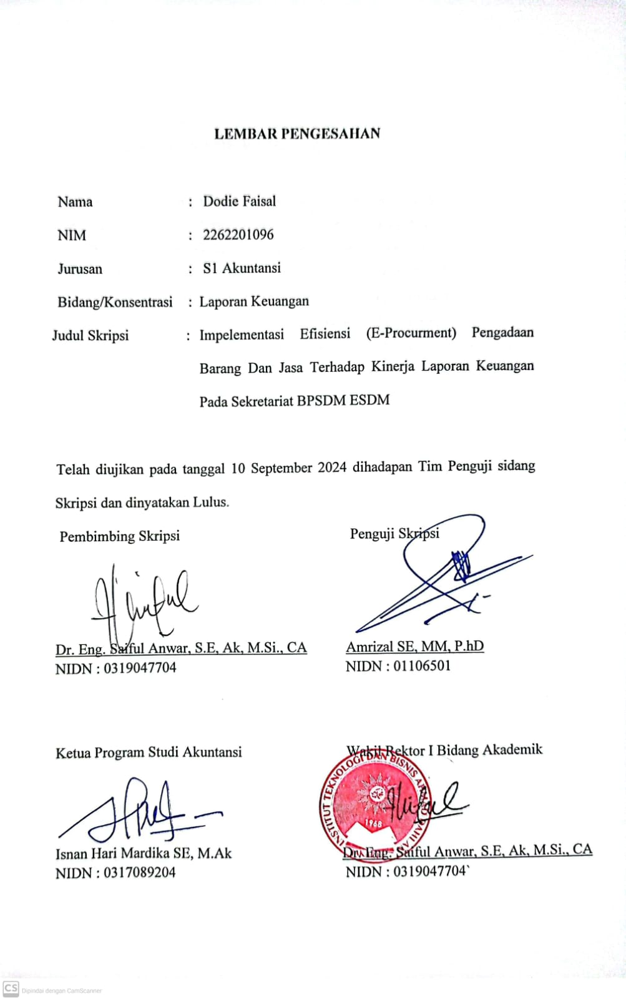 LEMBAR PENGESAHAN
Nama : Dodie Faisal
NIM : 2262201096
Jurusan : S1 Akuntansi
Bidang/Konsentrasi : Laporan Keuangan
Judul Skripsi : Impelementasi Efisiensi (E-Procurment) Pengadaan
Barang Dan Jasa Terhadap Kinerja Laporan Keuangan
Pada Sekretariat BPSDM ESDM
Telah diujikan pada tanggal 10 September 2024 dihadapan Tim Penguji sidang
Skripsi dan dinyatakan Lulus.
Pembimbing Skripsi
Penguji Skripsi
Dr. Eng. Saiful Anwar, S.E, Ak, M.Si., CA
NIDN : 0319047704
Amrizal SE, MM, P.hD
NIDN : 01106501
Ketua Program Studi Akuntansi
Wakil Rektor I Bidang Akademik
INSTITUT TEKNOLOGI DAN BISNIS
1968
Isnan Hari Mardika SE, M.Ak
NIDN : 0317089204
Dr. Eng. Saiful Anwar, S.E, Ak, M.Si., CA
NIDN : 0319047704`
CS Dipindai dengan CamScanner